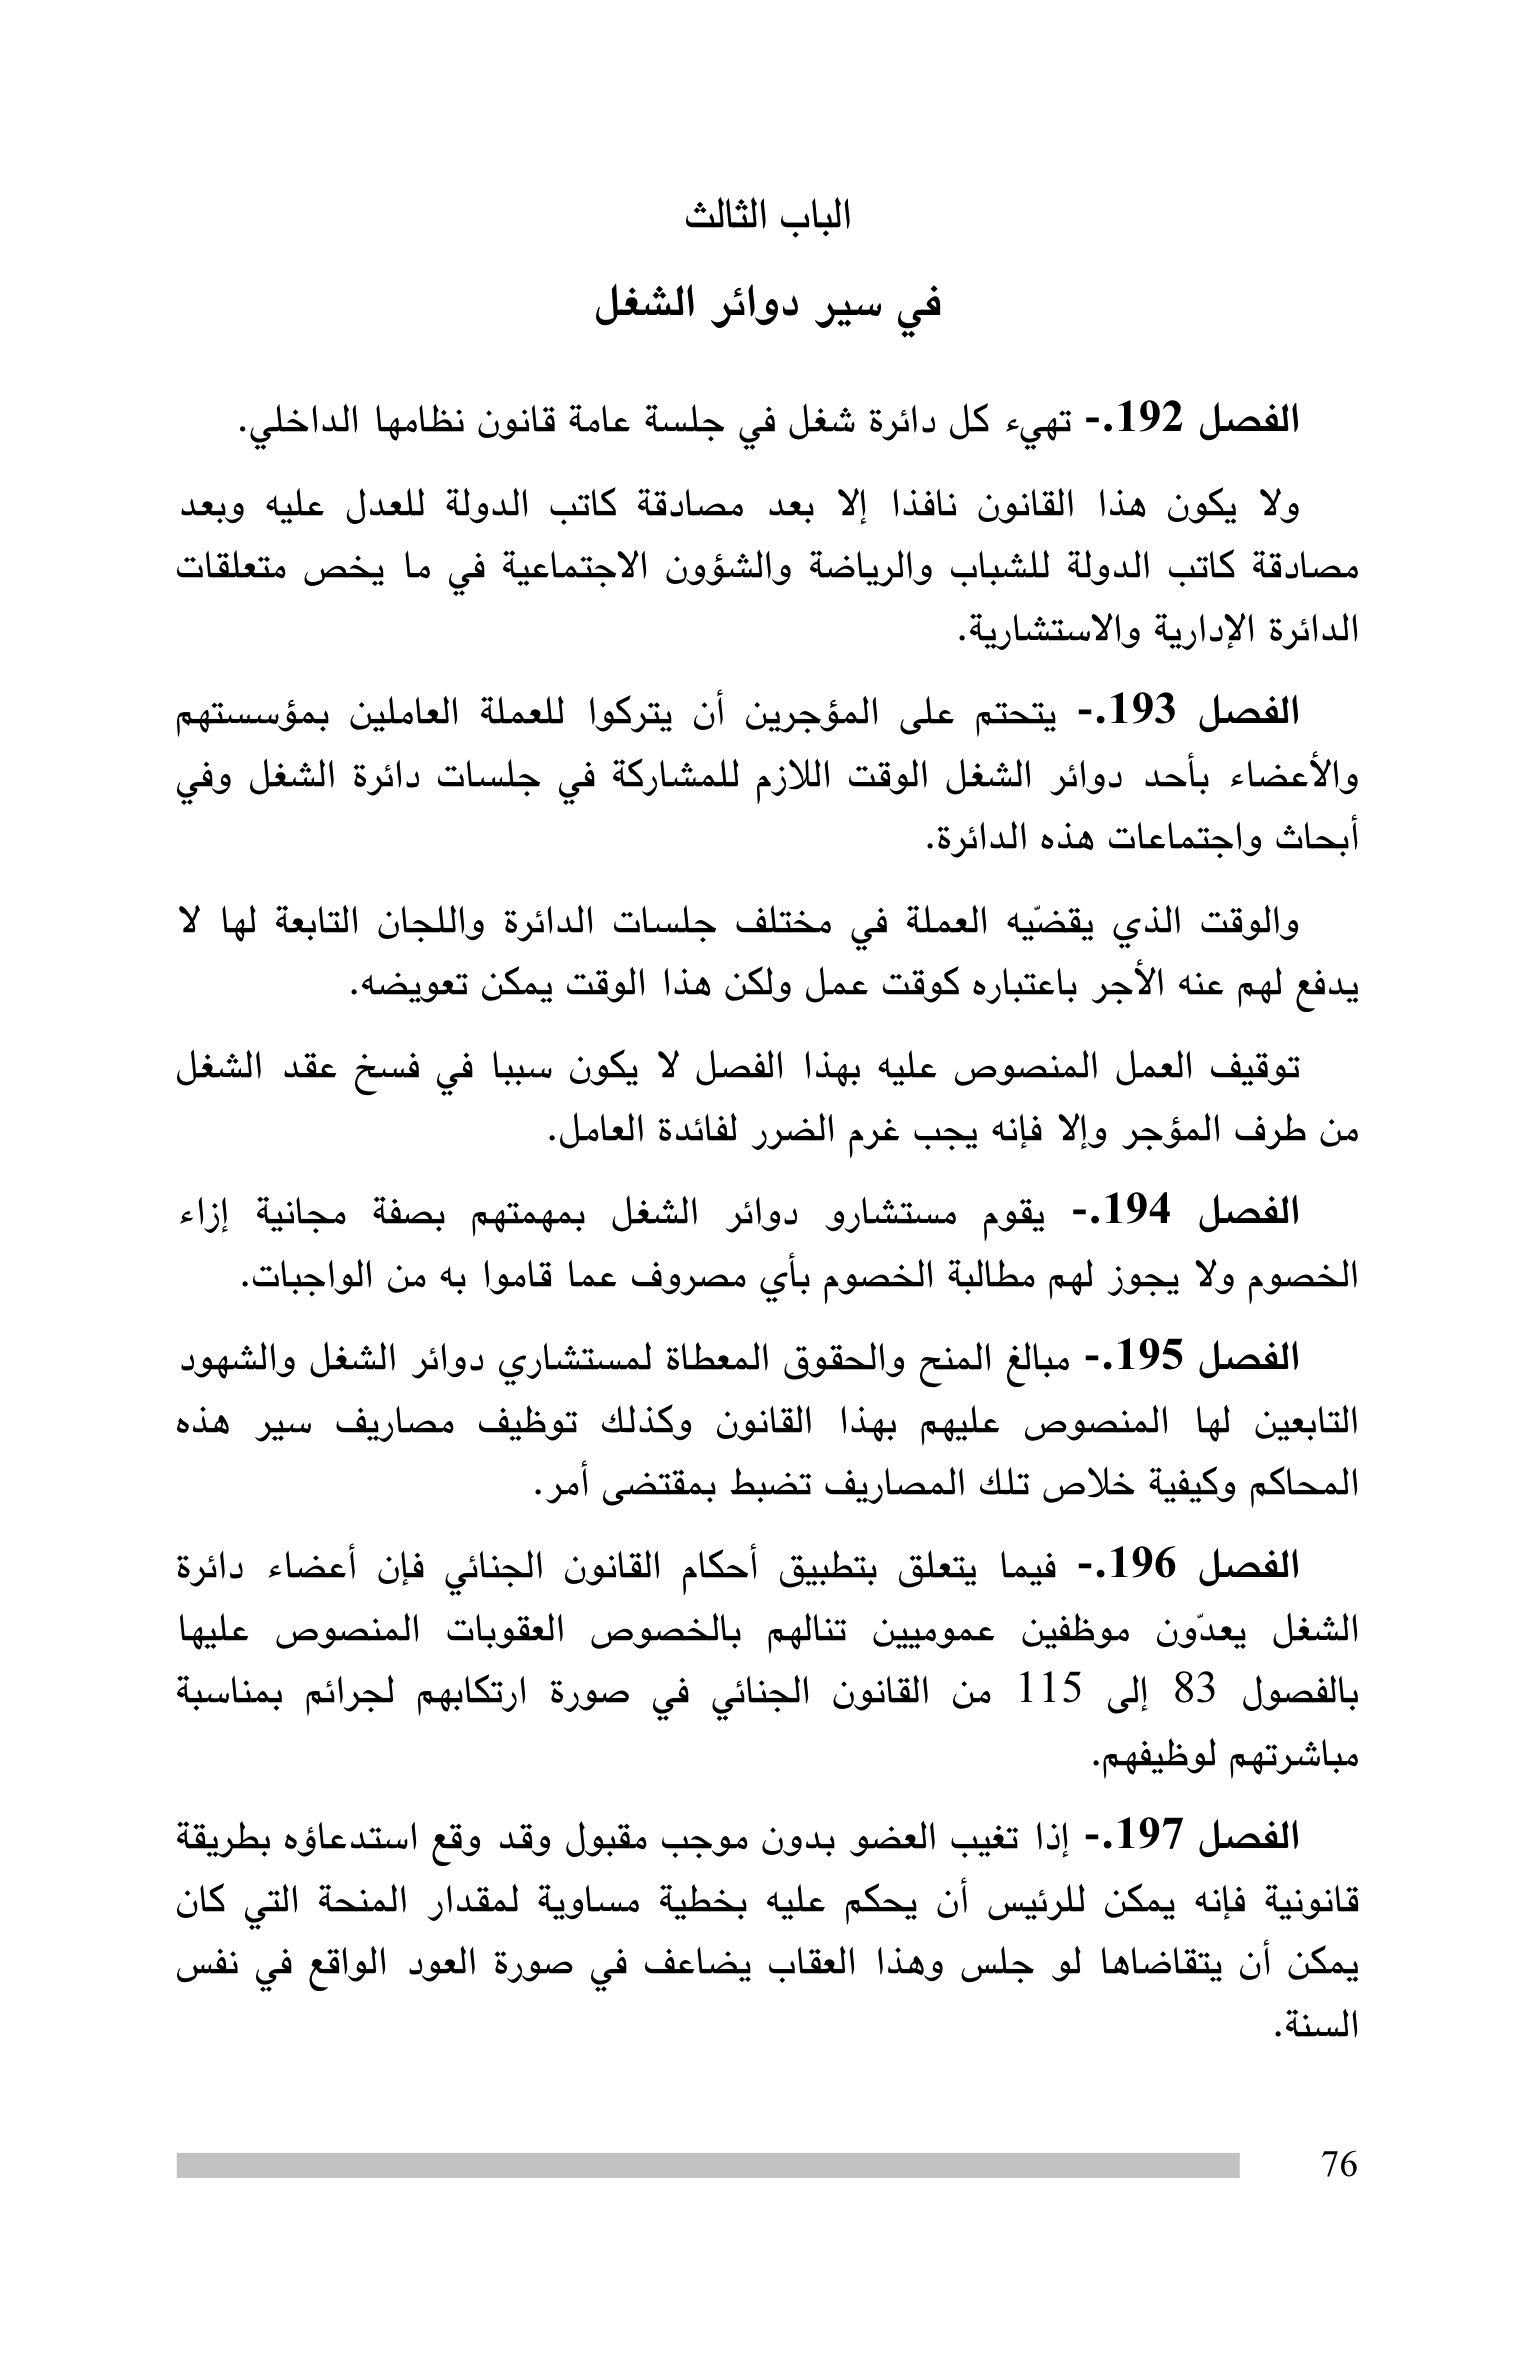 الباب الثالث
في سير دوائر الشغل
الفصل 192.- تهيء كل دائرة شغل في جلسة عامة قانون نظامها الداخلي.
ولا يكون هذا القانون نافذا إلا بعد مصادقة كاتب الدولة للعدل عليه وبعد
مصادقة كاتب الدولة للشباب والرياضة والشؤون الاجتماعية في ما يخص متعلقات
الدائرة الإدارية والاستشارية.
الفصل 193.- يتحتم على المؤجرين أن يتركوا للعملة العاملين بمؤسستهم
والأعضاء بأحد دوائر الشغل الوقت اللازم للمشاركة في جلسات دائرة الشغل وفي
أبحاث واجتماعات هذه الدائرة.
والوقت الذي يقضّيه العملة في مختلف جلسات الدائرة واللجان التابعة لها لا
يدفع لهم عنه الأجر باعتباره كوقت عمل ولكن هذا الوقت يمكن تعويضه.
توقيف العمل المنصوص عليه بهذا الفصل لا يكون سببا في فسخ عقد الشغل
من طرف المؤجر وإلا فإنه يجب غرم الضرر لفائدة العامل.
الفصل 194.- يقوم مستشارو دوائر الشغل بمهمتهم بصفة مجانية إزاء
الخصوم ولا يجوز لهم مطالبة الخصوم بأي مصروف عما قاموا به من الواجبات.
الفصل 195.- مبالغ المنح والحقوق المعطاة لمستشاري دوائر الشغل والشهود
التابعين لها المنصوص عليهم بهذا القانون وكذلك توظيف مصاريف سير هذه
المحاكم وكيفية خلاص تلك المصاريف تضبط بمقتضى أمر.
الفصل 196.- فيما يتعلق بتطبيق أحكام القانون الجنائي فإن أعضاء دائرة
الشغل يعدّون موظفين عموميين تنالهم بالخصوص العقوبات المنصوص عليها
بالفصول 83 إلى 115 من القانون الجنائي في صورة ارتكابهم لجرائم بمناسبة
مباشرتهم لوظيفهم.
الفصل 197.- إذا تغيب العضو بدون موجب مقبول وقد وقع استدعاؤه بطريقة
قانونية فإنه يمكن للرئيس أن يحكم عليه بخطية مساوية لمقدار المنحة التي كان
يمكن أن يتقاضاها لو جلس وهذا العقاب يضاعف في صورة العود الواقع في نفس
السنة.
76